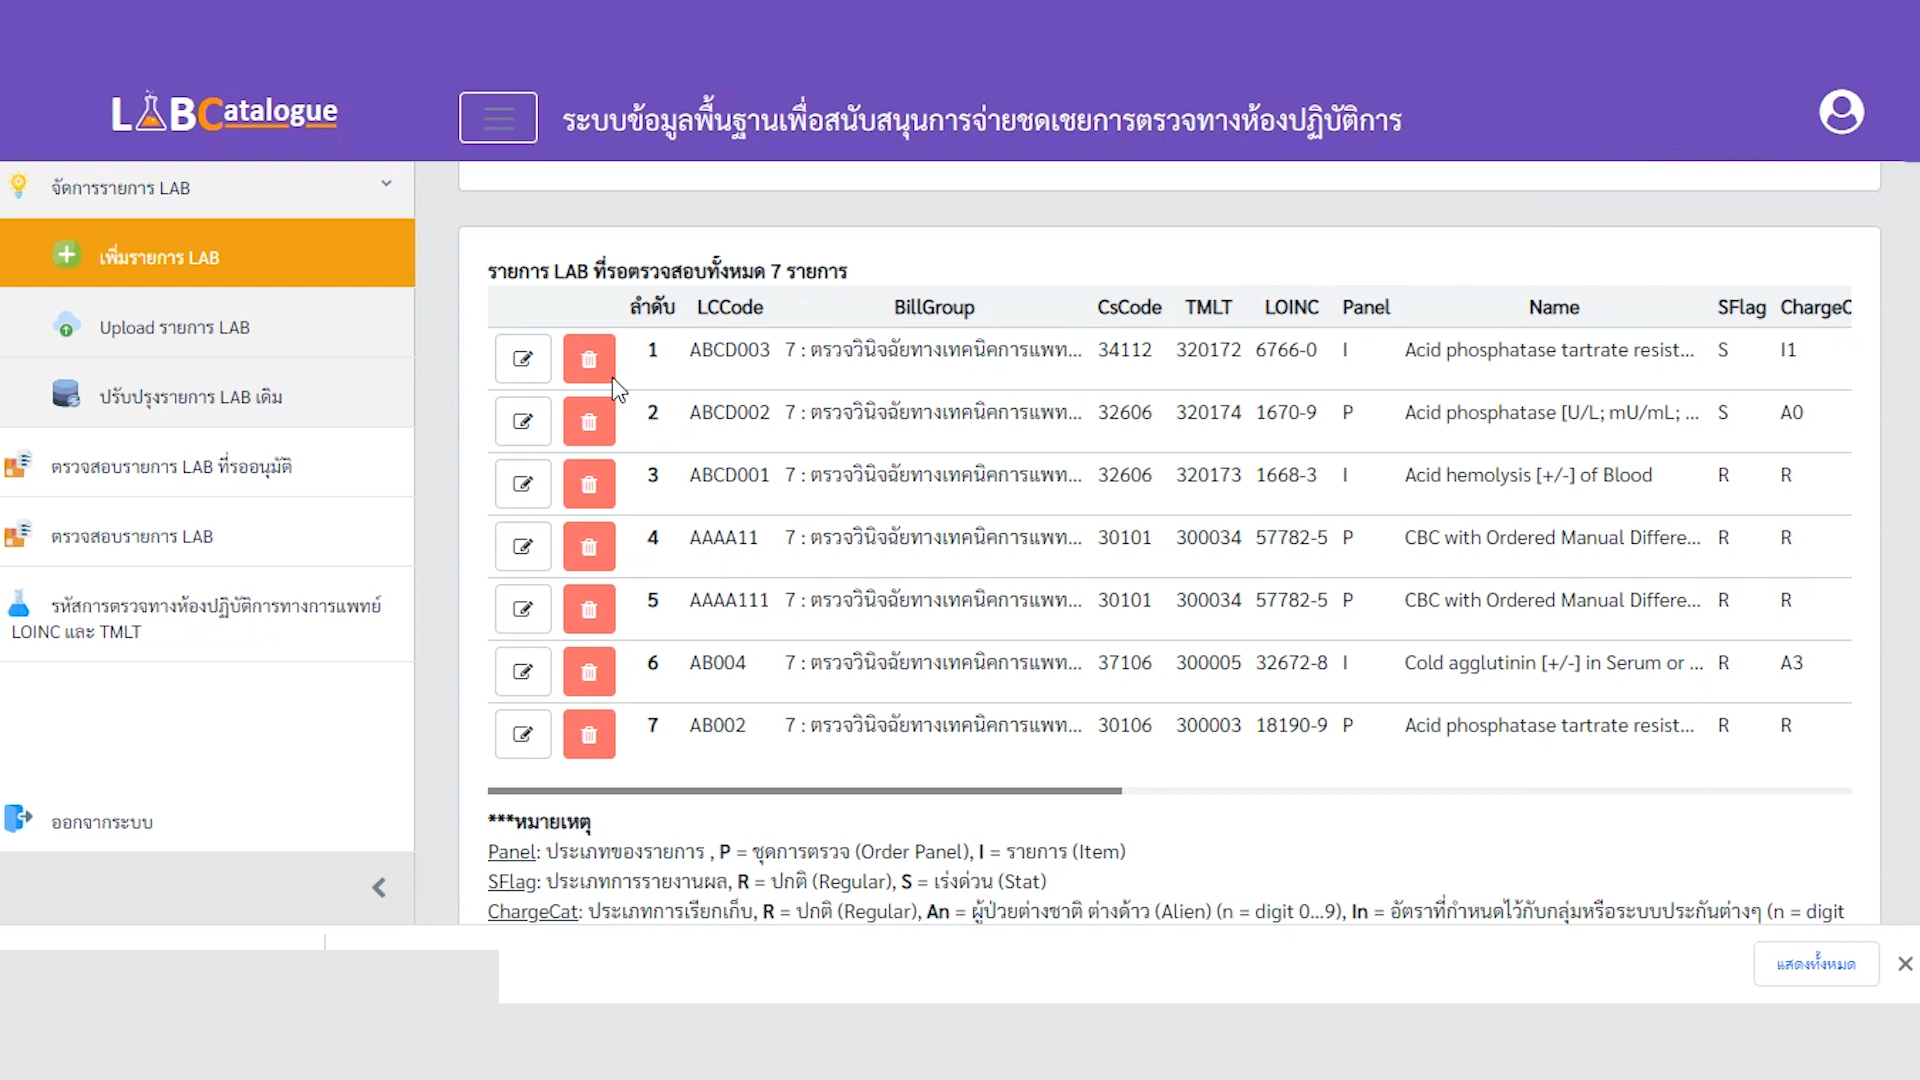 LABCatalogue
ระบบข้อมูลพื้นฐานเพื่อสนับสนุนการจ่ายชดเชยการตรวจทางห้องปฏิบัติการ
จัดการรายการ LAB
เพิ่มรายการ LAB
Upload รายการ LAB
ปรับปรุงรายการ LAB เดิม
ตรวจสอบรายการ LAB ที่รออนุมัติ
ตรวจสอบรายการ LAB
รหัสการตรวจทางห้องปฏิบัติการทางการแพทย์
LOINC และ TMLT
ออกจากระบบ
รายการ LAB ที่รอตรวจสอบทั้งหมด 7 รายการ
ลำดับ LCCode BillGroup CsCode TMLT LOINC Panel Name SFlag ChargeC
1 ABCD003 7 : ตรวจวินิจฉัยทางเทคนิคการแพท... 34112 320172 6766-0 I Acid phosphatase tartrate resist... S I1
2 ABCD002 7 : ตรวจวินิจฉัยทางเทคนิคการแพท... 32606 320174 1670-9 P Acid phosphatase [U/L; mU/mL; ... S A0
3 ABCD001 7 : ตรวจวินิจฉัยทางเทคนิคการแพท... 32606 320173 1668-3 I Acid hemolysis [+/-] of Blood R R
4 AAAA11 7 : ตรวจวินิจฉัยทางเทคนิคการแพท... 30101 300034 57782-5 P CBC with Ordered Manual Differe... R R
5 AAAA111 7 : ตรวจวินิจฉัยทางเทคนิคการแพท... 30101 300034 57782-5 P CBC with Ordered Manual Differe... R R
6 AB004 7 : ตรวจวินิจฉัยทางเทคนิคการแพท... 37106 300005 32672-8 I Cold agglutinin [+/-] in Serum or ... R A3
7 AB002 7 : ตรวจวินิจฉัยทางเทคนิคการแพท... 30106 300003 18190-9 P Acid phosphatase tartrate resist... R R
***หมายเหตุ
Panel: ประเภทของรายการ , P = ชุดการตรวจ (Order Panel), I = รายการ (Item)
SFlag: ประเภทการรายงานผล, R = ปกติ (Regular), S = เร่งด่วน (Stat)
ChargeCat: ประเภทการเรียกเก็บ, R = ปกติ (Regular), An = ผู้ป่วยต่างชาติ ต่างด้าว (Alien) (n = digit 0...9), In = อัตราที่กำหนดไว้กับกลุ่มหรือระบบประกันต่างๆ (n = digit
แสดงทั้งหมด